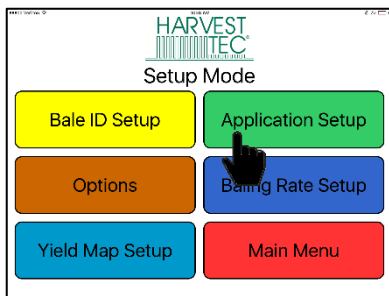 HARVEST
TEC
Setup Mode
Bale ID Setup
Application Setup
Options
Baling Rate Setup
Yield Map Setup
Main Menu